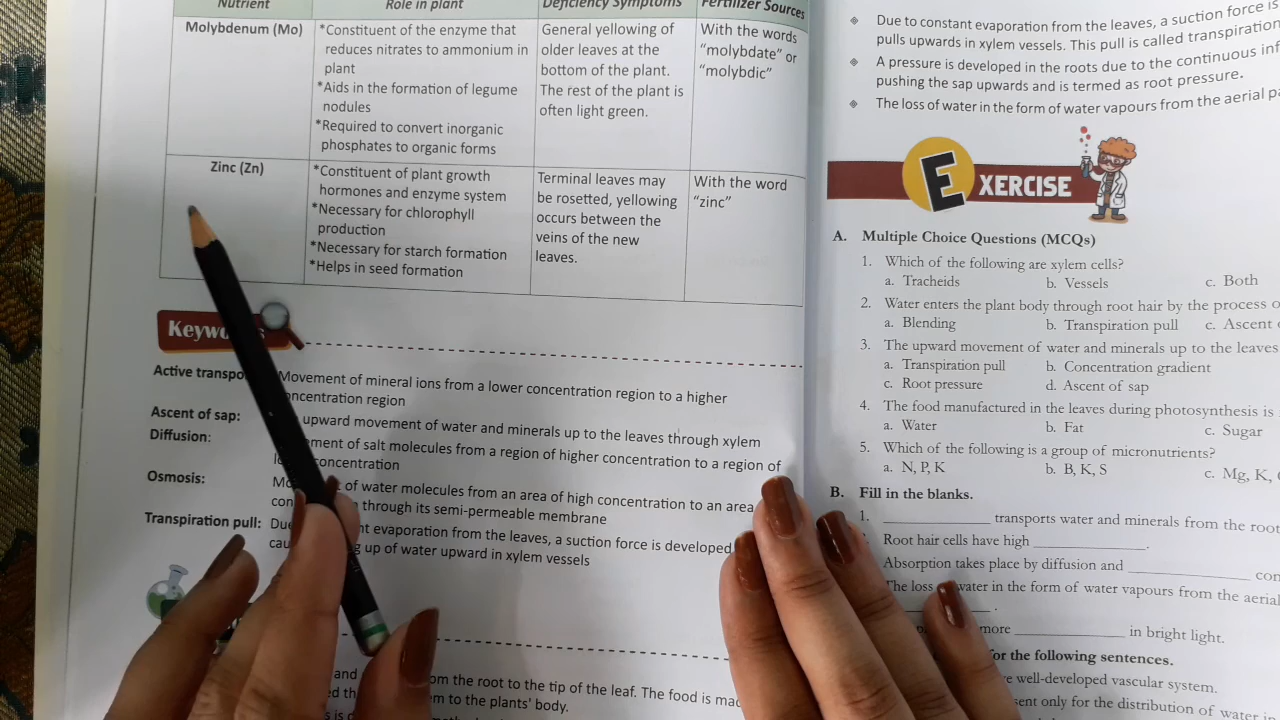 Nutrient Role in plant Deficiency Symptoms Fertilizer Sources
Molybdenum (Mo)
*Constituent of the enzyme that
reduces nitrates to ammonium in
plant
*Aids in the formation of legume
nodules
*Required to convert inorganic
phosphates to organic forms
General yellowing of
older leaves at the
bottom of the plant.
The rest of the plant is
often light green.
With the words
"molybdate" or
"molybdic"
Zinc (Zn)
*Constituent of plant growth
hormones and enzyme system
*Necessary for chlorophyll
production
*Necessary for starch formation
*Helps in seed formation
Terminal leaves may
be rosetted, yellowing
occurs between the
veins of the new
leaves.
With the word
"zinc"
Active Movement of mineral ions from a lower concentration region to a higher
region
Ascent of sap: upward movement of water and minerals up to the leaves through xylem
Diffusion: of salt molecules from a region of higher concentration to a region of
concentration
Osmosis: of water molecules from an area of high concentration to an area
through its semi-permeable membrane
Transpiration pull: evaporation from the leaves, a suction force is developed
up of water upward in xylem vessels
and the root to the tip of the leaf. The food is
to the plants' body.
Due to constant evaporation from the leaves, a suction force is
pulls upwards in xylem vessels. This pull is called transpiration
A pressure is developed in the roots due to the continuous
pushing the sap upwards and is termed as root pressure.
The loss of water in the form of water vapours from the aerial
EXERCISE
A. Multiple Choice Questions (MCQs)
1. Which of the following are xylem cells?
a. Tracheids b. Vessels c. Both
2. Water enters the plant body through root hair by the process
a. Blending b. Transpiration pull c. Ascent
3. The upward movement of water and minerals up to the leaves
a. Transpiration pull b. Concentration gradient
c. Root pressure d. Ascent of sap
4. The food manufactured in the leaves during photosynthesis is
a. Water b. Fat c. Sugar
5. Which of the following is a group of micronutrients?
a. N, P, K b. B, K, S c. Mg, K,
B. Fill in the blanks.
1. ____________ transports water and minerals from the
Root hair cells have high ____________.
Absorption takes place by diffusion and ____________
The loss water in the form of water vapours from the aerial
____________.
more ____________ in bright light.
for the following sentences.
well-developed vascular system.
only for the distribution of water